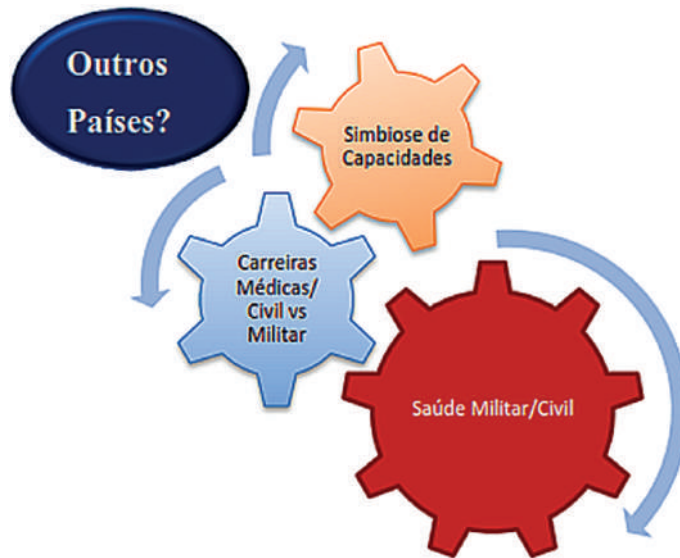 Outros
Países?
Simbiose de
Capacidades
Carreiras
Médicas/
Civil vs
Militar
Saúde Militar/Civil